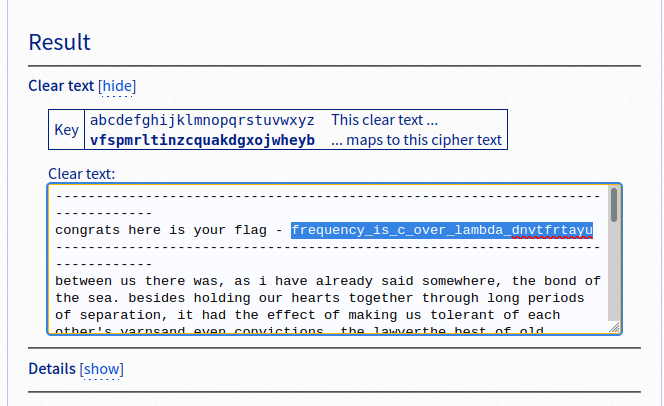 Result
Clear text [hide]
Key
abcdefghijklmnopqrstuvwxyz This clear text ...
vfspmrltinzcquakdgxojwheyb ... maps to this cipher text
Clear text:
-------------------------------------------------------------------
------------
congrats here is your flag - frequency_is_c_over_lambda_dnvtfrtayu
-------------------------------------------------------------------
------------
between us there was, as i have already said somewhere, the bond of
the sea. besides holding our hearts together through long periods
of separation, it had the effect of making us tolerant of each
other's yarnsand even convictions. the lawyerthe best of old
Details [show]